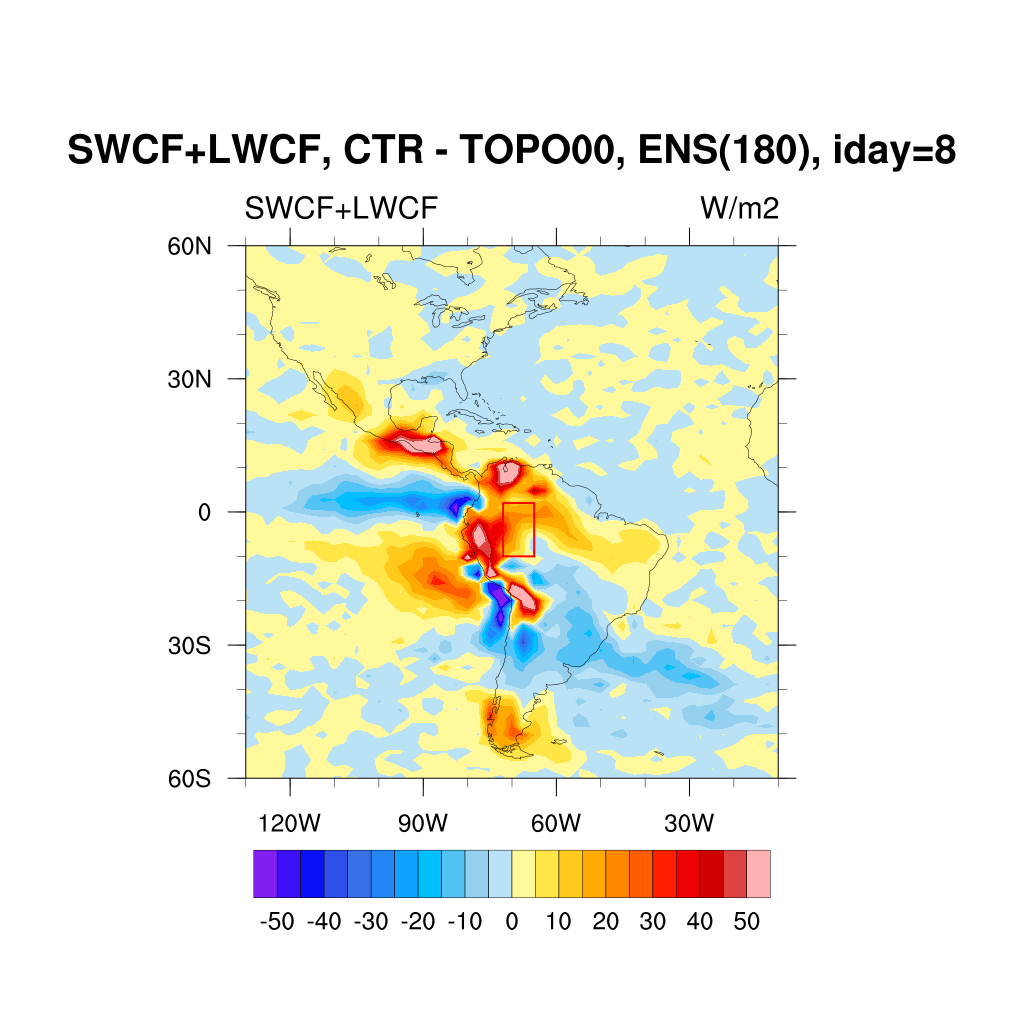 SWCF+LWCF, CTR - TOPO00, ENS(180), iday=8
SWCF+LWCF W/m2
60N
30N
0
30S
60S
120W 90W 60W 30W
-50 -40 -30 -20 -10 0 10 20 30 40 50